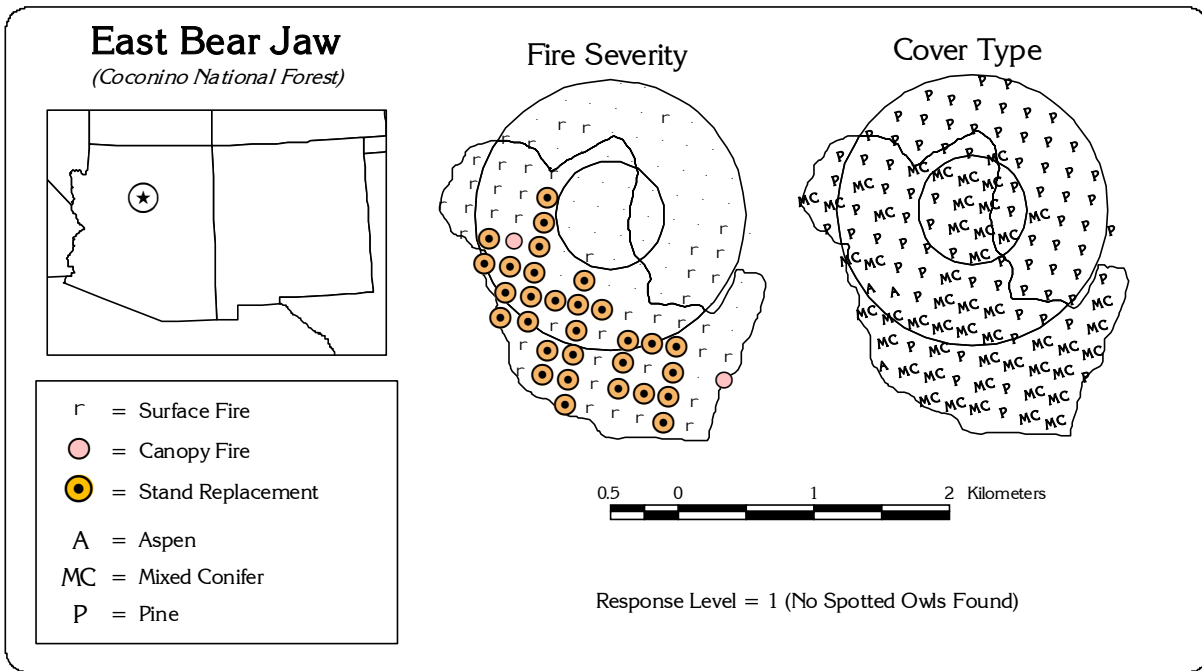 East Bear Jaw
(Coconino National Forest)
Fire Severity
Cover Type
r = Surface Fire
= Canopy Fire
= Stand Replacement
A = Aspen
MC = Mixed Conifer
P = Pine
0.5 0 1 2 Kilometers
Response Level = 1 (No Spotted Owls Found)